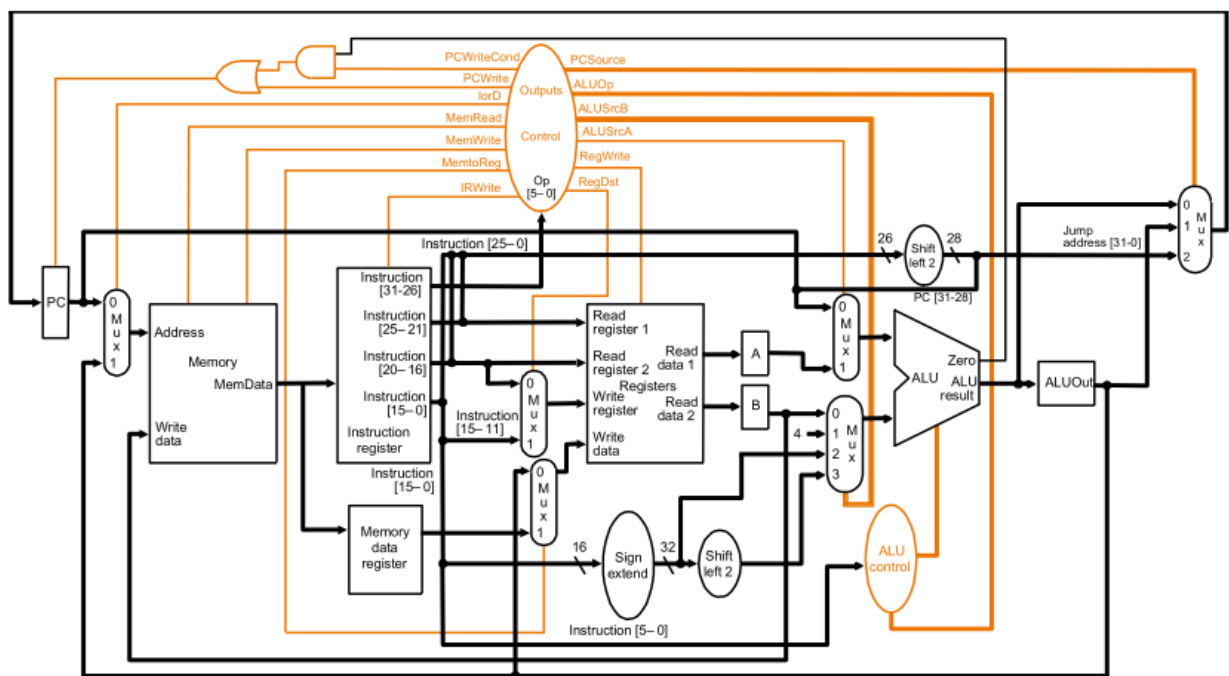 PCWriteCond
PCSource
PCWrite
ALUOp
IorD
Outputs
ALUSrcB
MemRead
ALUSrcA
MemWrite
Control
RegWrite
MemtoReg
Op
[5–0]
RegDst
IRWrite
Instruction [25–0]
26
Shift
left 2
28
Jump
address [31-0]
0
1
2
Mux
PC [31-28]
PC
0
Mux
1
Address
Memory
MemData
Write
data
Instruction
[31-26]
Instruction
[25–21]
Instruction
[20–16]
Instruction
[15–0]
Instruction
register
Instruction
[15–11]
Instruction
[15–0]
0
Mux
1
Read
register 1
Read
register 2
Registers
Write
register
Write
data
Read
data 1
Read
data 2
A
B
0
Mux
1
4
0
1
2
3
Mux
Zero
ALU
ALU
result
ALUOut
Memory
data
register
0
Mux
1
16
Sign
extend
32
Shift
left 2
ALU
control
Instruction [5–0]